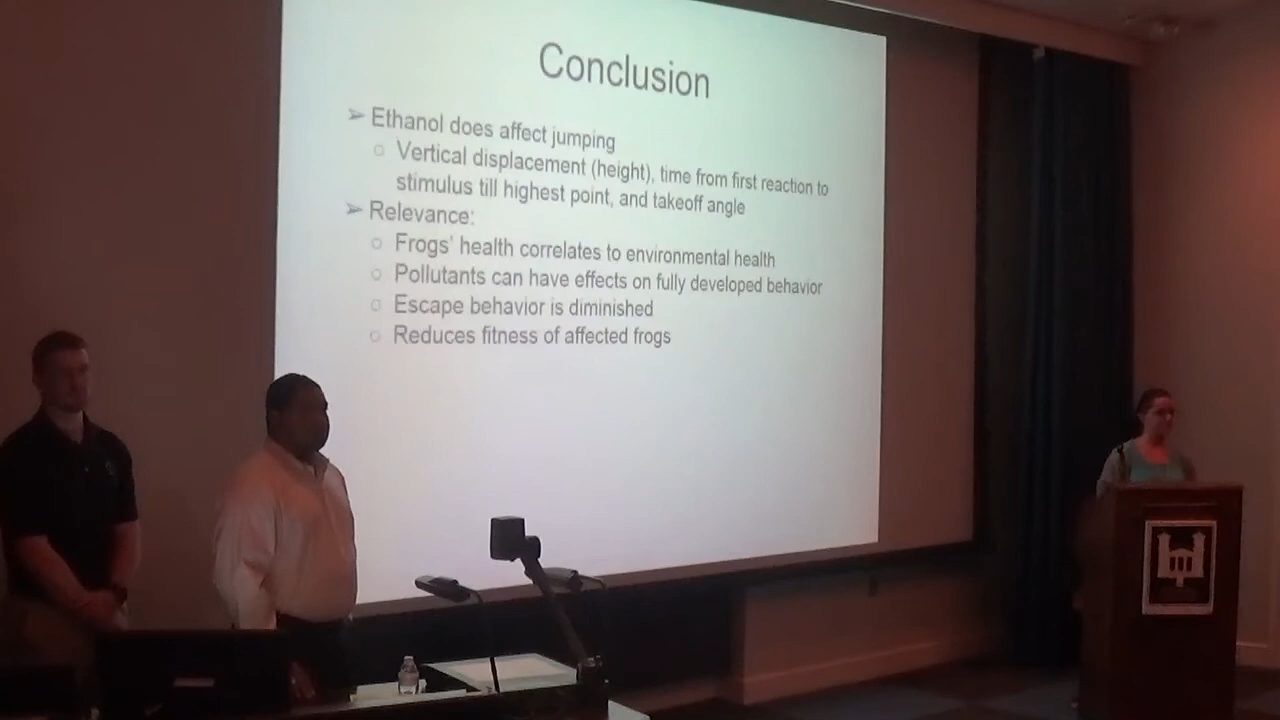 Conclusion
➢ Ethanol does affect jumping
○ Vertical displacement (height), time from first reaction to
stimulus till highest point, and takeoff angle
➢ Relevance:
○ Frogs' health correlates to environmental health
○ Pollutants can have effects on fully developed behavior
○ Escape behavior is diminished
○ Reduces fitness of affected frogs